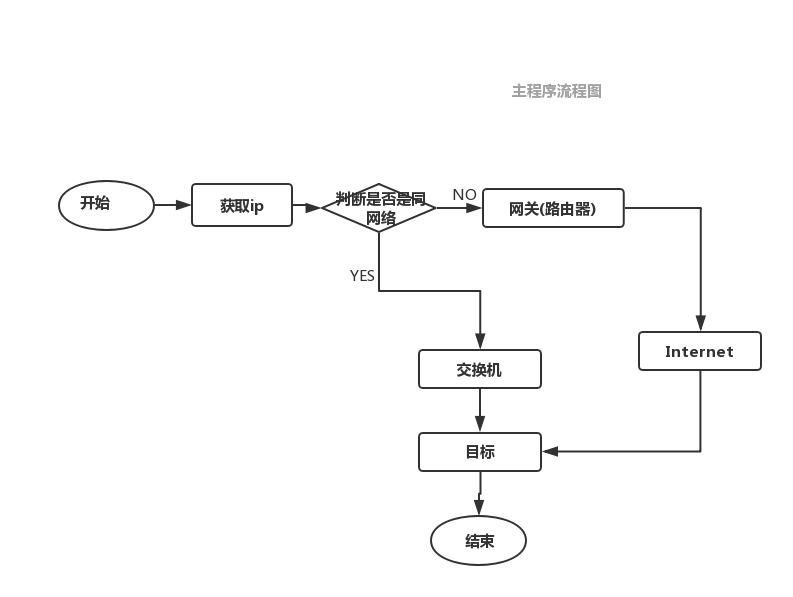 主程序流程图
开始
获取ip
判断是否是同
网络
NO
网关(路由器)
YES
Internet
交换机
目标
结束